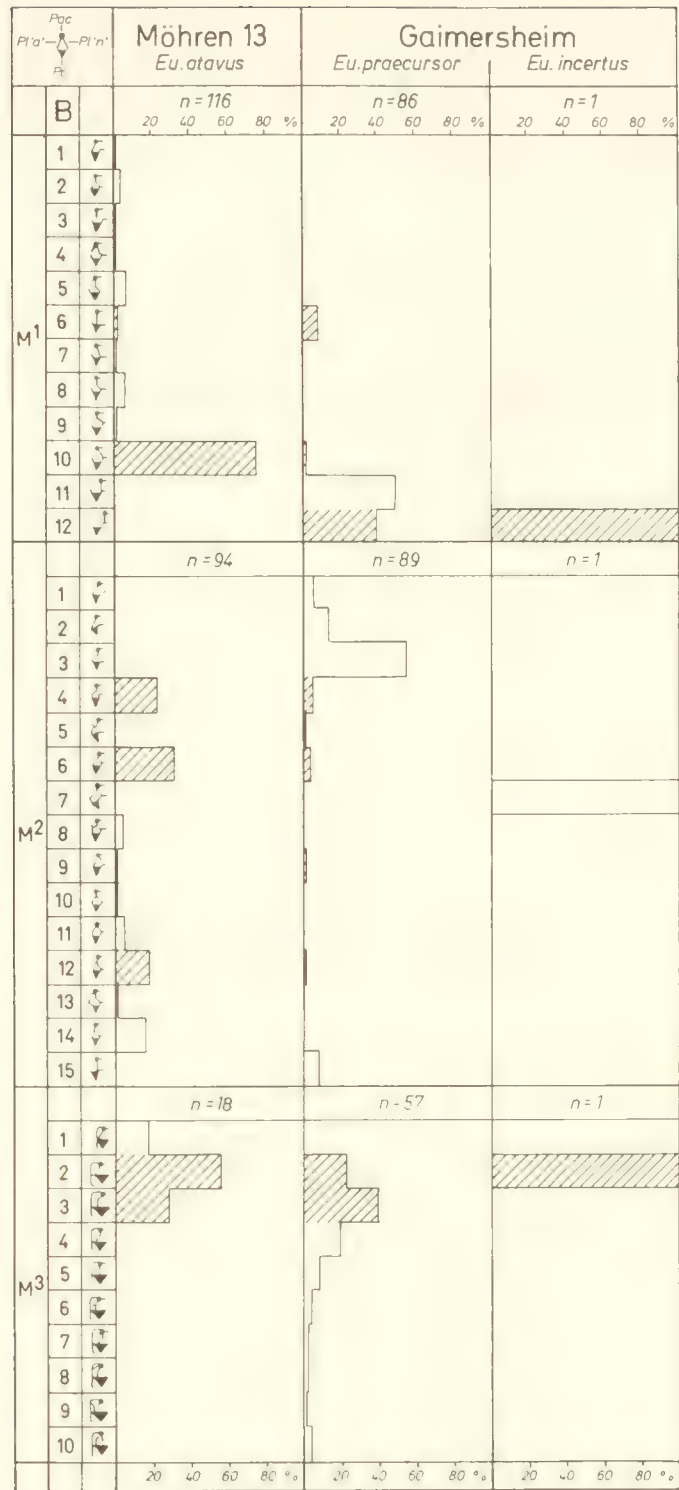 Pac
Pl'a' Pl'n'
Pr
Möhren 13 Gaimersheim
Eu. atavus Eu. praecursor Eu. incertus
B n=116 n=86 n=1
20 40 60 80 % 20 40 60 80 %
1
2
3
4
5
M1 6
7
8
9
10
11
12
n=94 n=89 n=1
1
2
3
4
5
6
7
M2 8
9
10
11
12
13
14
15
n=18 n-57 n=1
1
2
3
4
M3 5
6
7
8
9
10
20 40 60 80 % 20 40 60 80 % 20 40 60 80 %